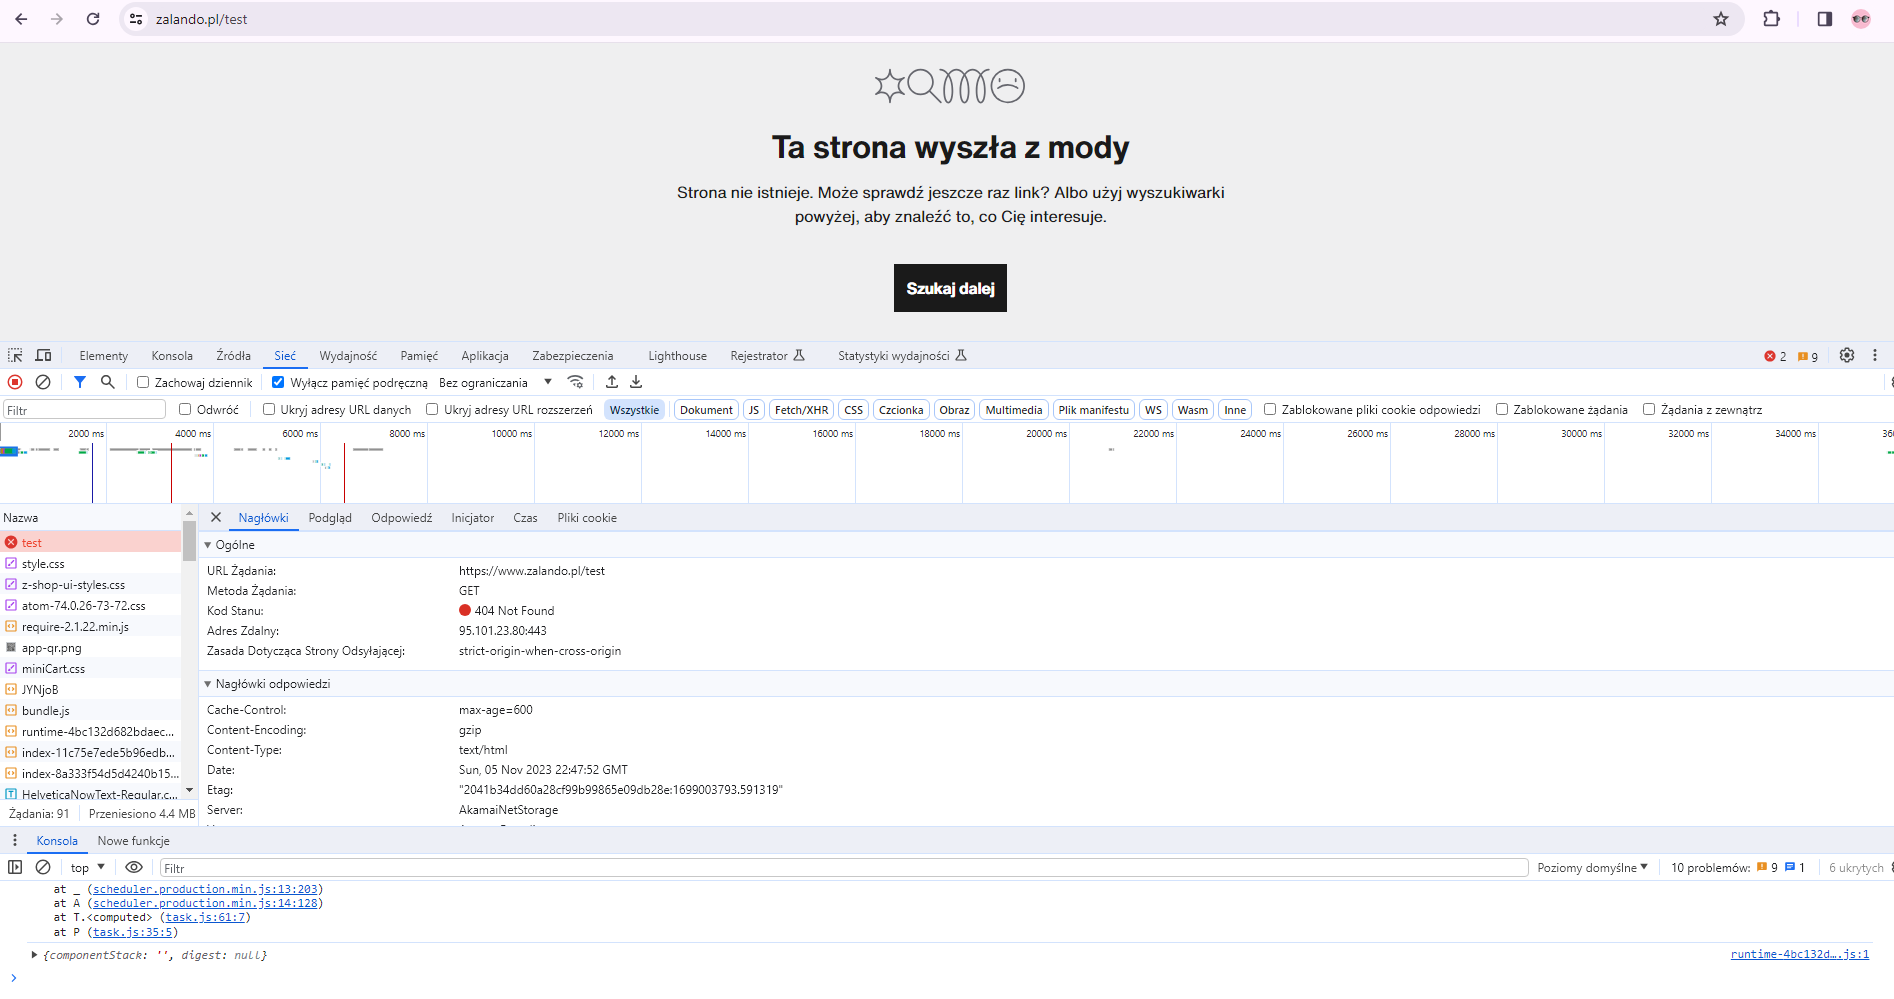 zalando.pl/test
Ta strona wyszła z mody
Strona nie istnieje. Może sprawdź jeszcze raz link? Albo użyj wyszukiwarki
powyżej, aby znaleźć to, co Cię interesuje.
Szukaj dalej
Elementy Konsola Źródła Sieć Wydajność Pamięć Aplikacja Zabezpieczenia Lighthouse Rejestrator Statystyki wydajności 2 9
Zachowaj dziennik Wyłącz pamięć podręczną Bez ograniczania
Filtr Odwróć Ukryj adresy URL danych Ukryj adresy URL rozszerzeń Wszystkie Dokument JS Fetch/XHR CSS Czcionka Obraz Multimedia Plik manifestu WS Wasm Inne Zablokowane pliki cookie odpowiedzi Zablokowane żądania Żądania z zewnątrz
2000 ms 4000 ms 6000 ms 8000 ms 10000 ms 12000 ms 14000 ms 16000 ms 18000 ms 20000 ms 22000 ms 24000 ms 26000 ms 28000 ms 30000 ms 32000 ms 34000 ms
Nazwa
test
style.css
z-shop-ui-styles.css
atom-74.0.26-73-72.css
require-2.1.22.min.js
app-qr.png
miniCart.css
JYNjoB
bundle.js
runtime-4bc132d682bdaec...
index-11c75e7ede5b96edb...
index-8a333f54d5d4240b15...
HelveticaNowText-Regular.c...
Żądania: 91 Przeniesiono 4.4 MB
Nagłówki Podgląd Odpowiedź Inicjator Czas Pliki cookie
Ogólne
URL Żądania: https://www.zalando.pl/test
Metoda Żądania: GET
Kod Stanu: 404 Not Found
Adres Zdalny: 95.101.23.80:443
Zasada Dotycząca Strony Odsyłającej: strict-origin-when-cross-origin
Nagłówki odpowiedzi
Cache-Control: max-age=600
Content-Encoding: gzip
Content-Type: text/html
Date: Sun, 05 Nov 2023 22:47:52 GMT
Etag: "2041b34dd60a28cf99b99865e09db28e:1699003793.591319"
Server: AkamaiNetStorage
Konsola Nowe funkcje
top Filtr Poziomy domyślne 10 problemów: 9 1 6 ukrytych
at _ (scheduler.production.min.js:13:203)
at A (scheduler.production.min.js:14:128)
at T.<computed> (task.js:61:7)
at P (task.js:35:5)
{componentStack: '', digest: null} runtime-4bc132d….js:1